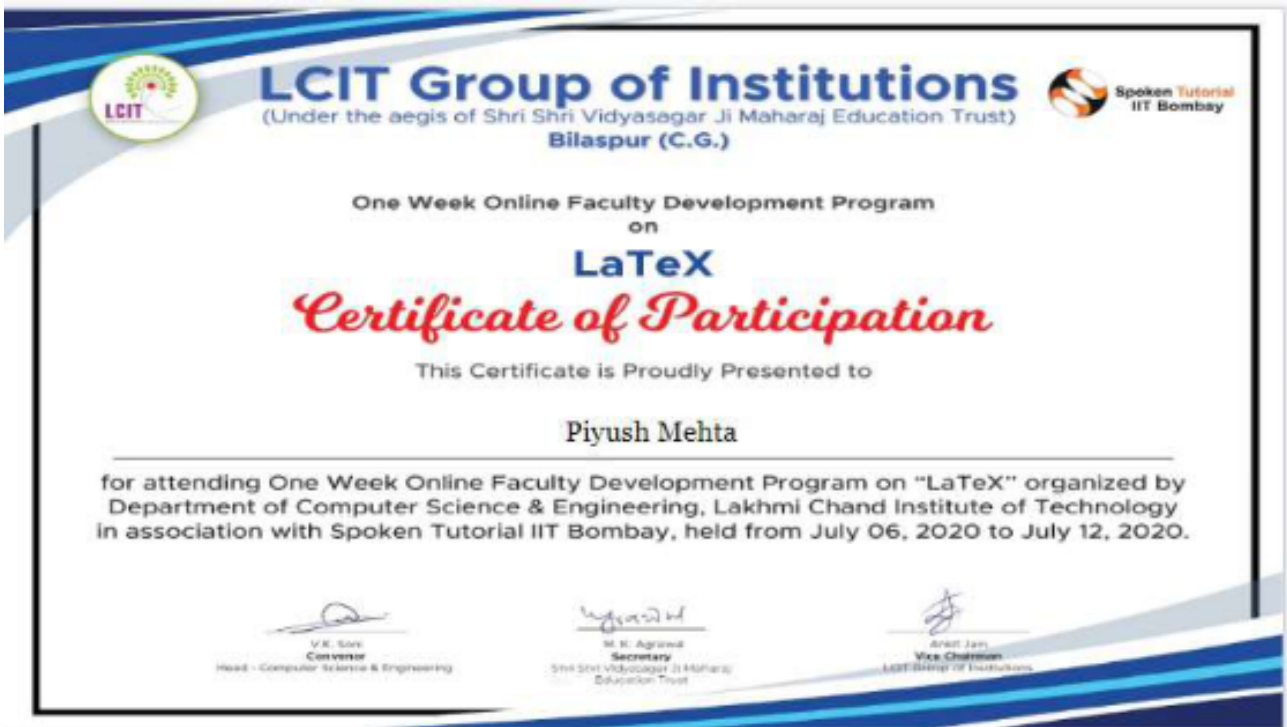 LCIT
LCIT Group of Institutions
Spoken Tutorial
IIT Bombay
(Under the aegis of Shri Shri Vidyasagar Ji Maharaj Education Trust)
Bilaspur (C.G.)
One Week Online Faculty Development Program
on
LaTeX
Certificate of Participation
This Certificate is Proudly Presented to
Piyush Mehta
for attending One Week Online Faculty Development Program on “LaTeX” organized by
Department of Computer Science & Engineering, Lakhmi Chand Institute of Technology
in association with Spoken Tutorial IIT Bombay, held from July 06, 2020 to July 12, 2020.
V.K. Soni
Convenor
Head - Computer Science & Engineering
M. K. Agrawal
Secretary
Shri Shri Vidyasagar Ji Maharaj
Education Trust
Ankit Jain
Vice Chairman
LCIT Group of Institutions